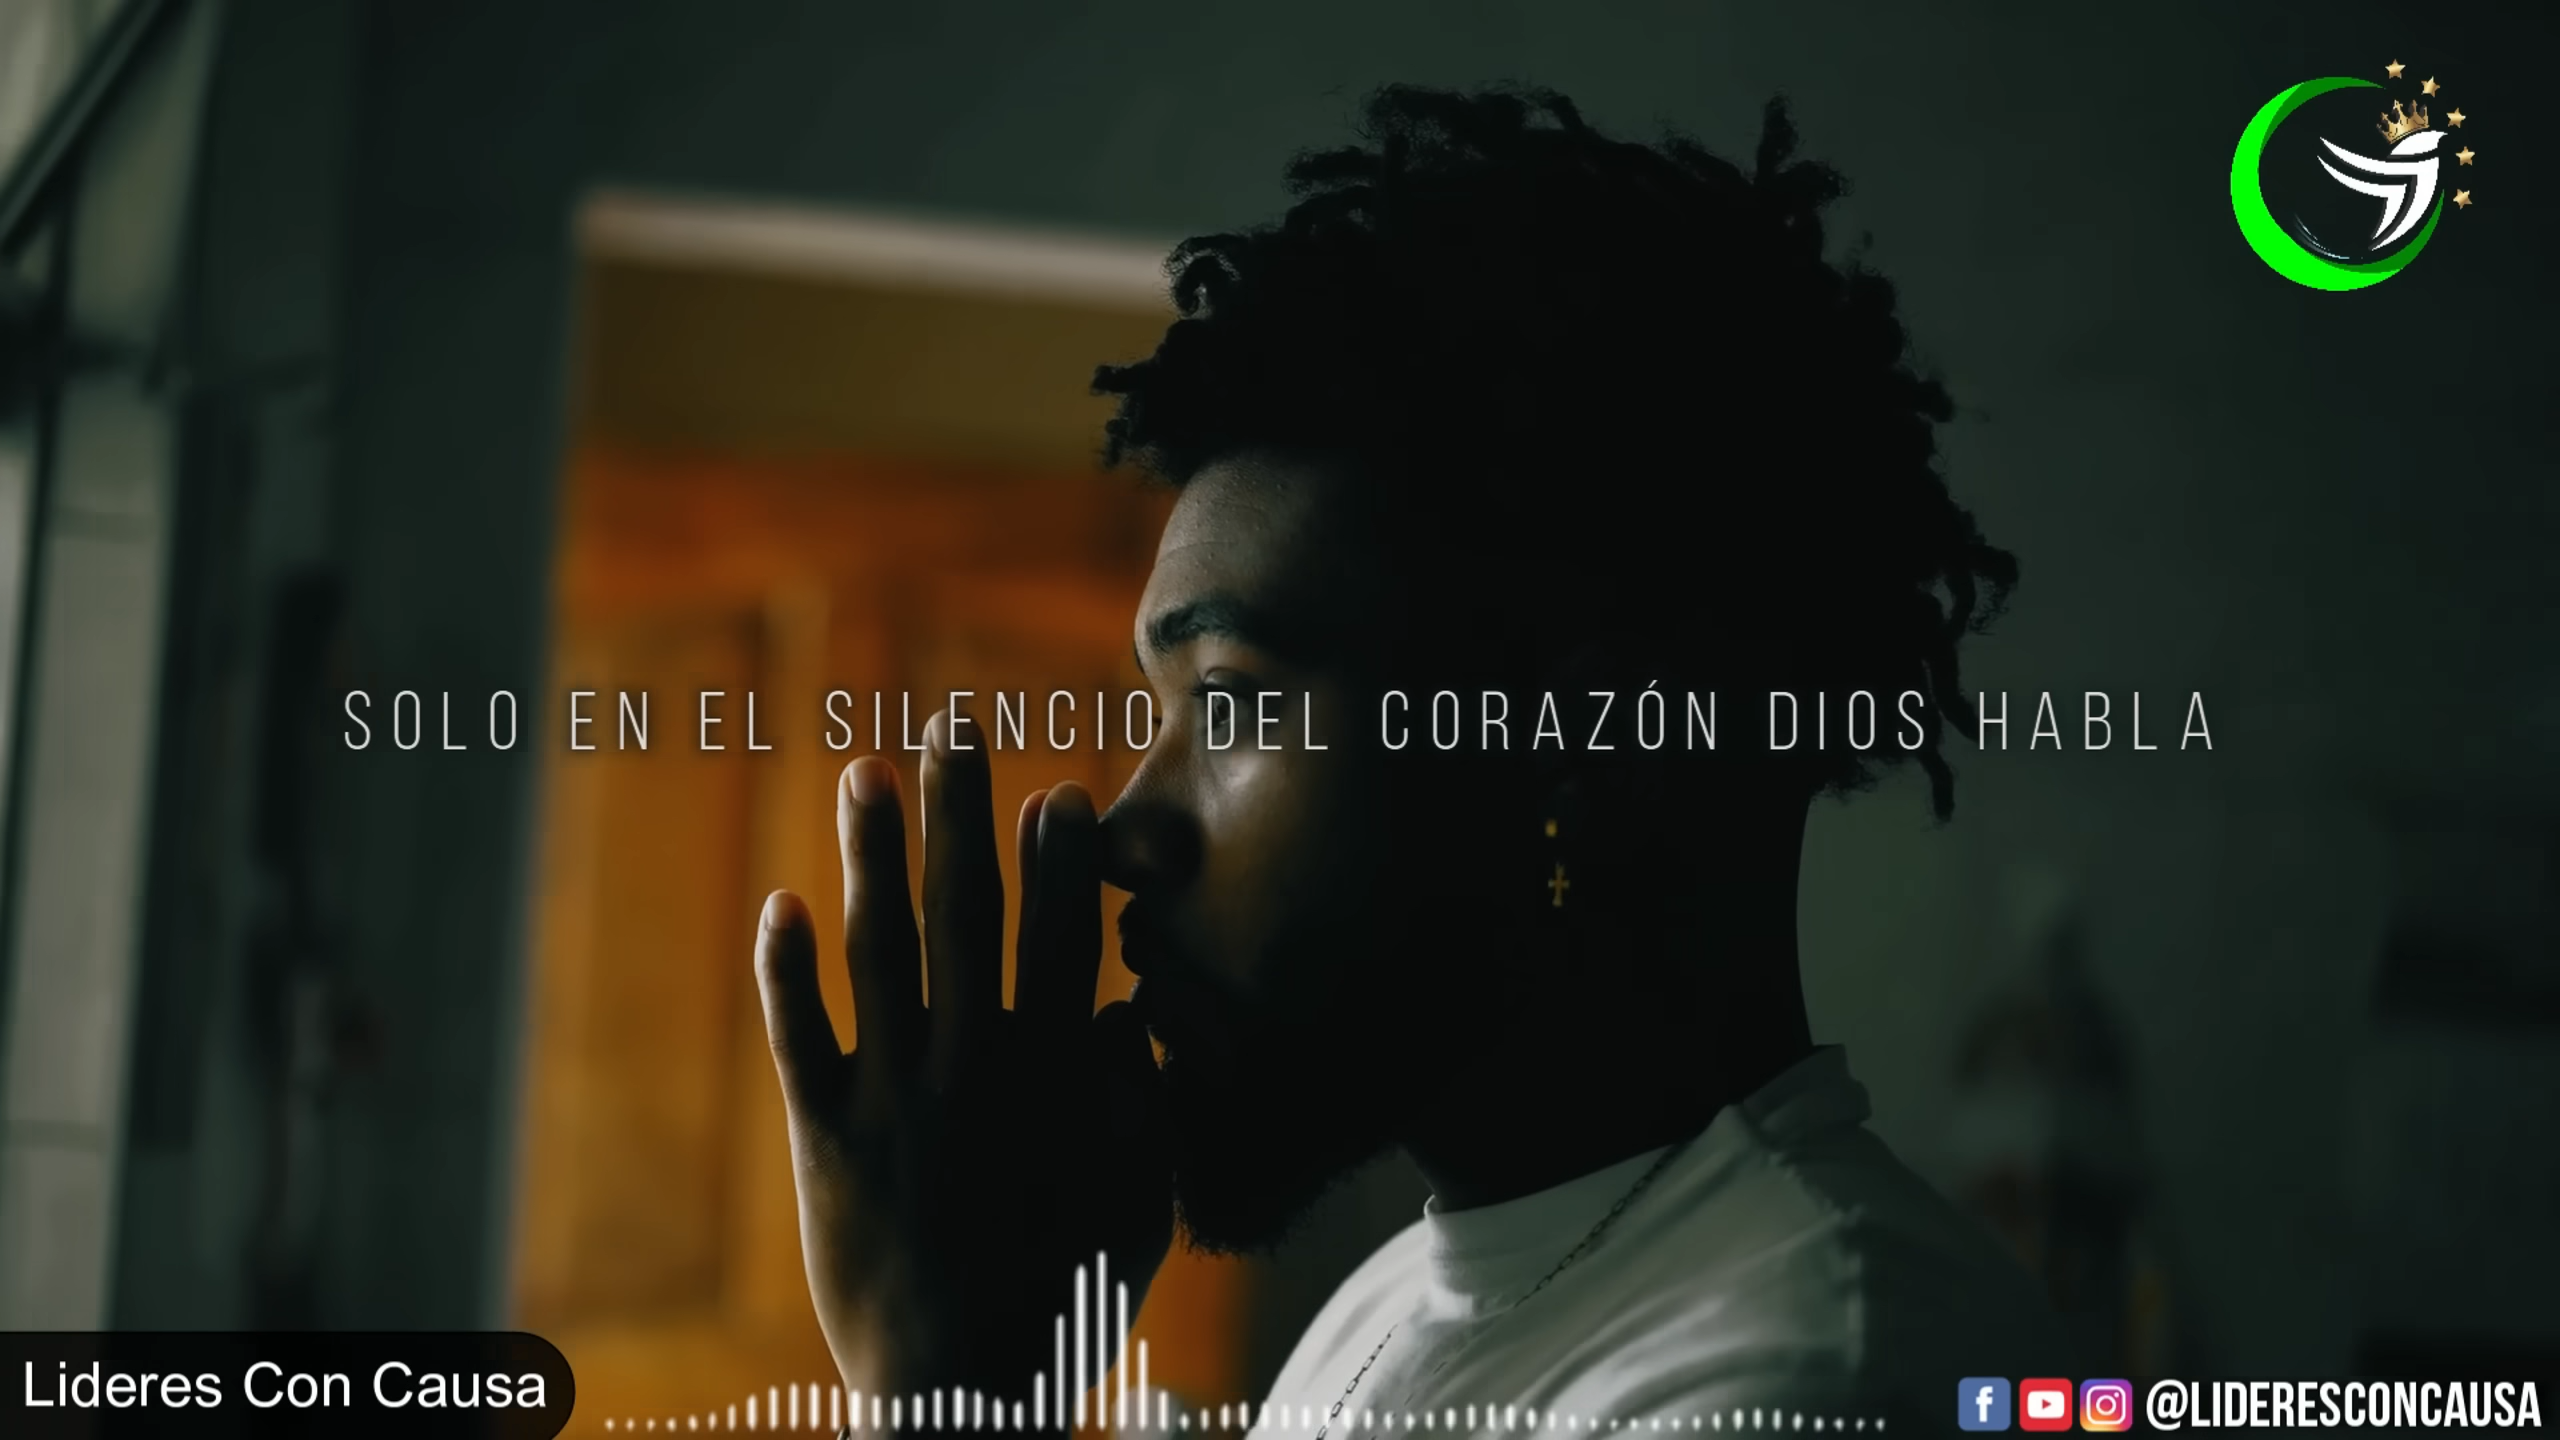 SOLO EN EL SILENCIO DEL CORAZÓN DIOS HABLA
Lideres Con Causa
@LIDERESCONCAUSA